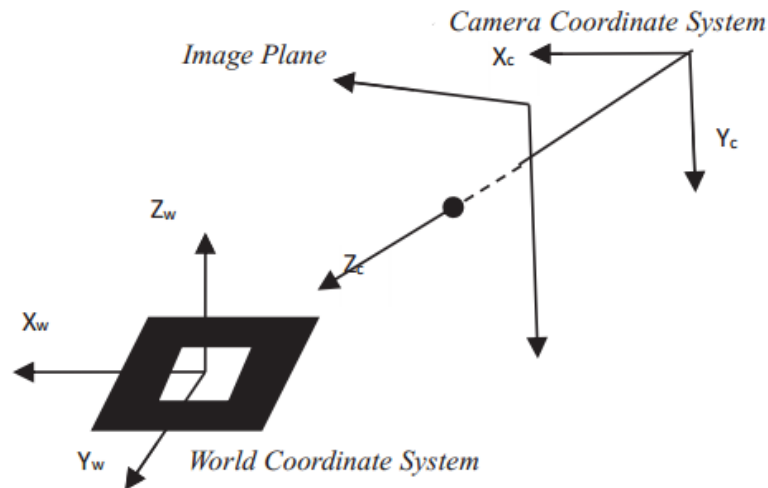 Camera Coordinate System
Image Plane
Xc
Yc
Zw
Zc
Xw
Yw
World Coordinate System